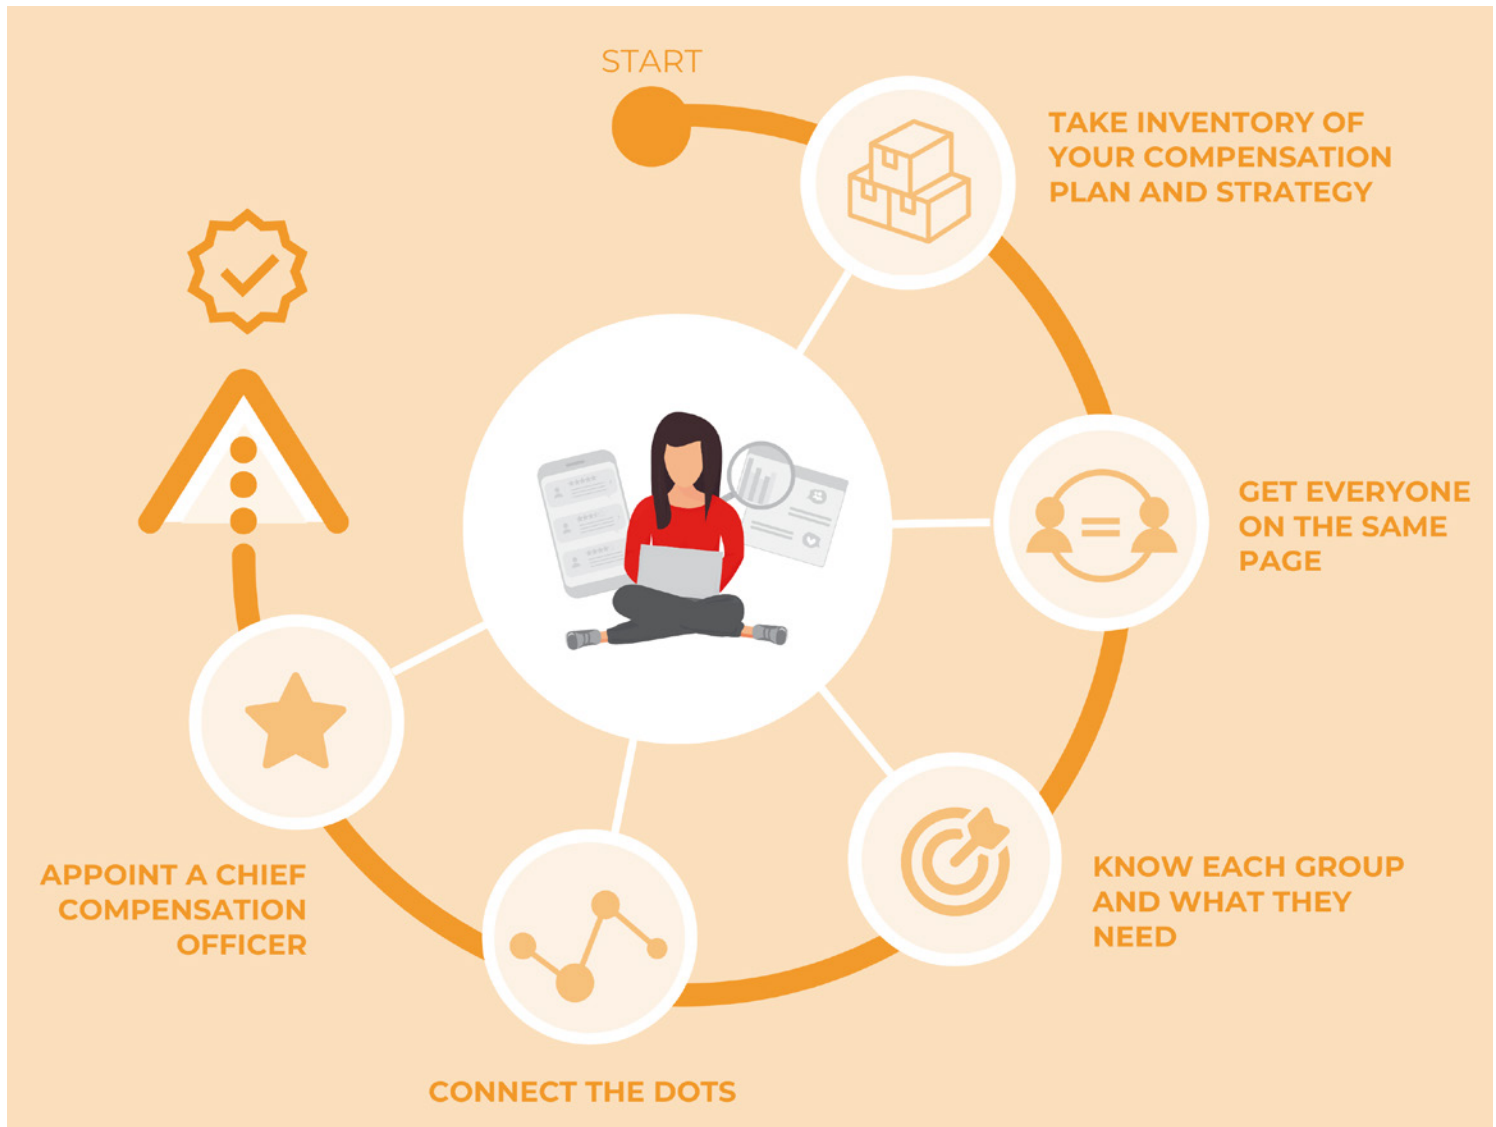 START
TAKE INVENTORY OF
YOUR COMPENSATION
PLAN AND STRATEGY
GET EVERYONE
ON THE SAME
PAGE
KNOW EACH GROUP
AND WHAT THEY
NEED
CONNECT THE DOTS
APPOINT A CHIEF
COMPENSATION
OFFICER